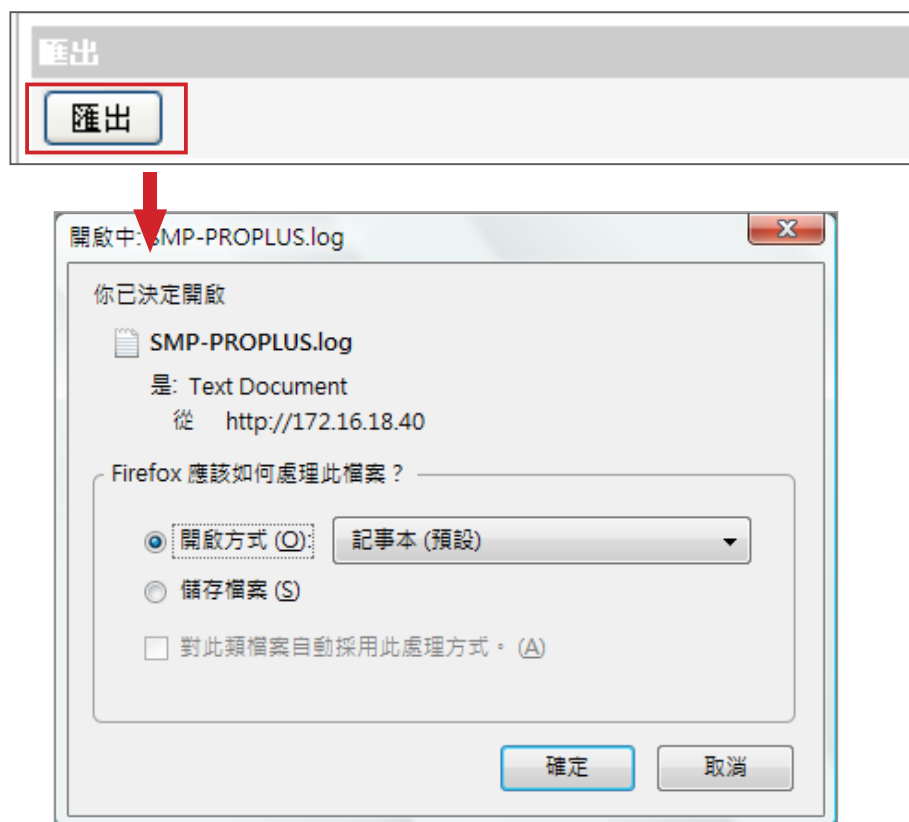 匯出
匯出
開啟中: SMP-PROPLUS.log
你已決定開啟
SMP-PROPLUS.log
是: Text Document
從 http://172.16.18.40
Firefox 應該如何處理此檔案？
開啟方式 (O): 記事本 (預設)
儲存檔案 (S)
對此類檔案自動採用此處理方式。 (A)
確定 取消